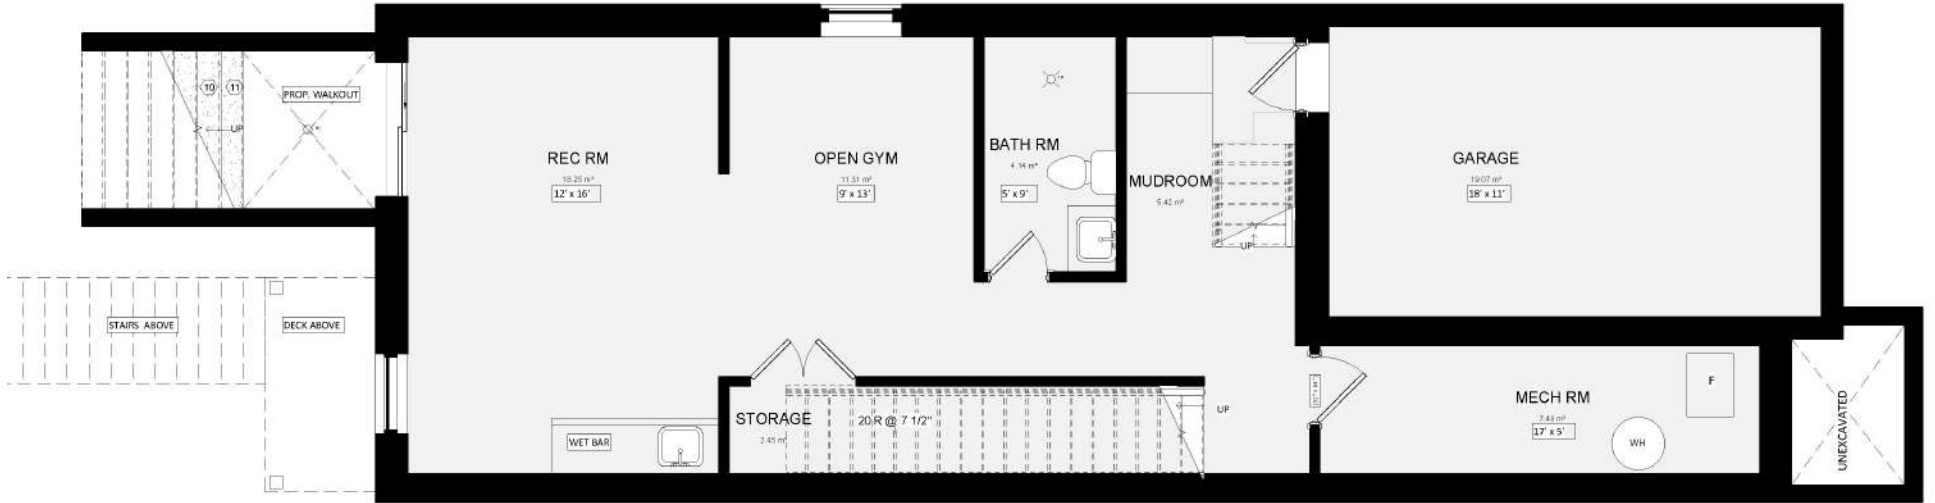 10
11
UP
PROP. WALKOUT
STAIRS ABOVE
DECK ABOVE
REC RM
18.25 m²
12' x 16'
WET BAR
OPEN GYM
11.31 m²
9' x 13'
BATH RM
4.14 m²
5' x 9'
MUDROOM
5.42 m²
UP
GARAGE
19.07 m²
18' x 11'
STORAGE
2.45 m²
20 R @ 7 1/2"
UP
MECH RM
7.43 m²
17' x 5'
F
WH
UNEXCAVATED